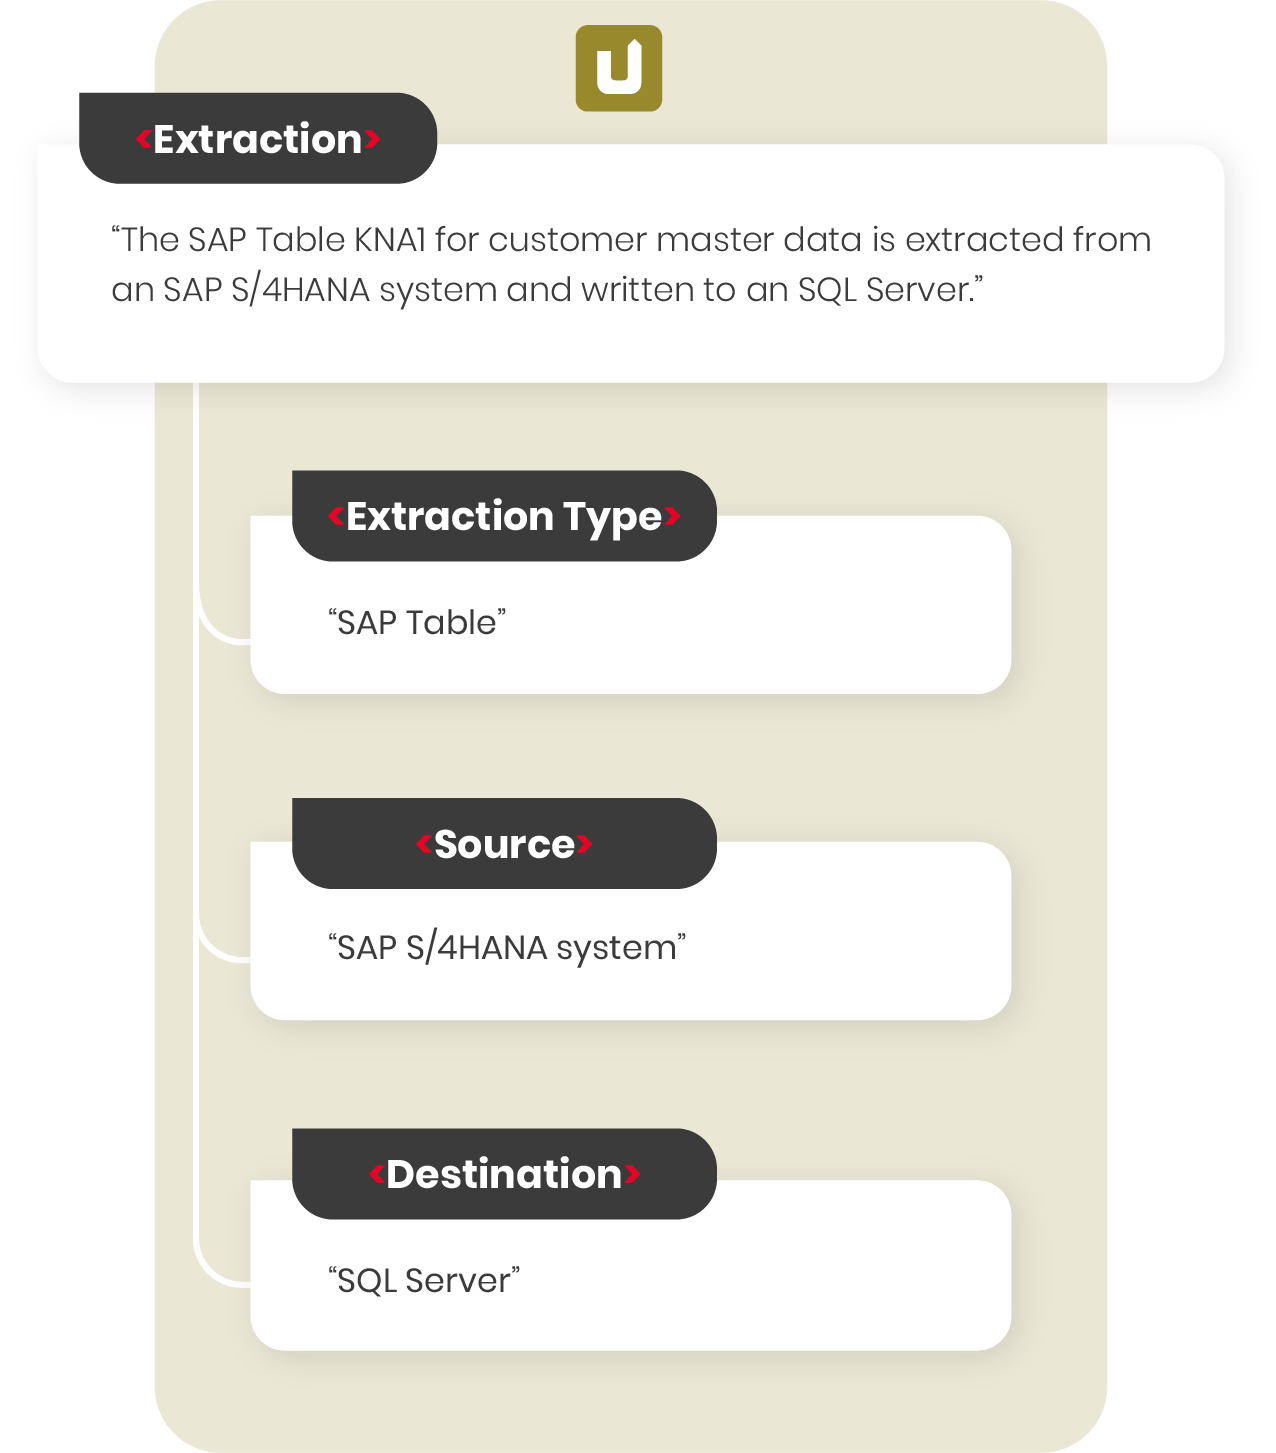 <Extraction>
“The SAP Table KNA1 for customer master data is extracted from
an SAP S/4HANA system and written to an SQL Server.”
<Extraction Type>
“SAP Table”
<Source>
“SAP S/4HANA system”
<Destination>
“SQL Server”